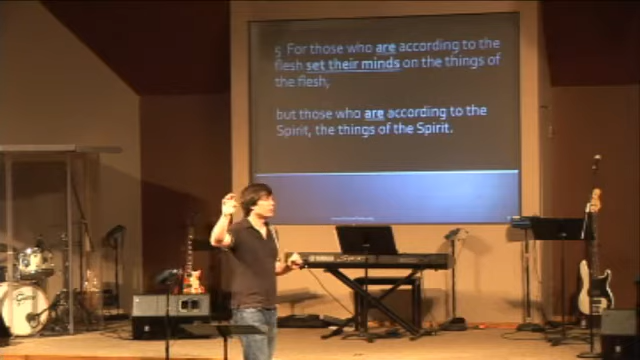 5 For those who are according to the
flesh set their minds on the things of
the flesh,
but those who are according to the
Spirit, the things of the Spirit.